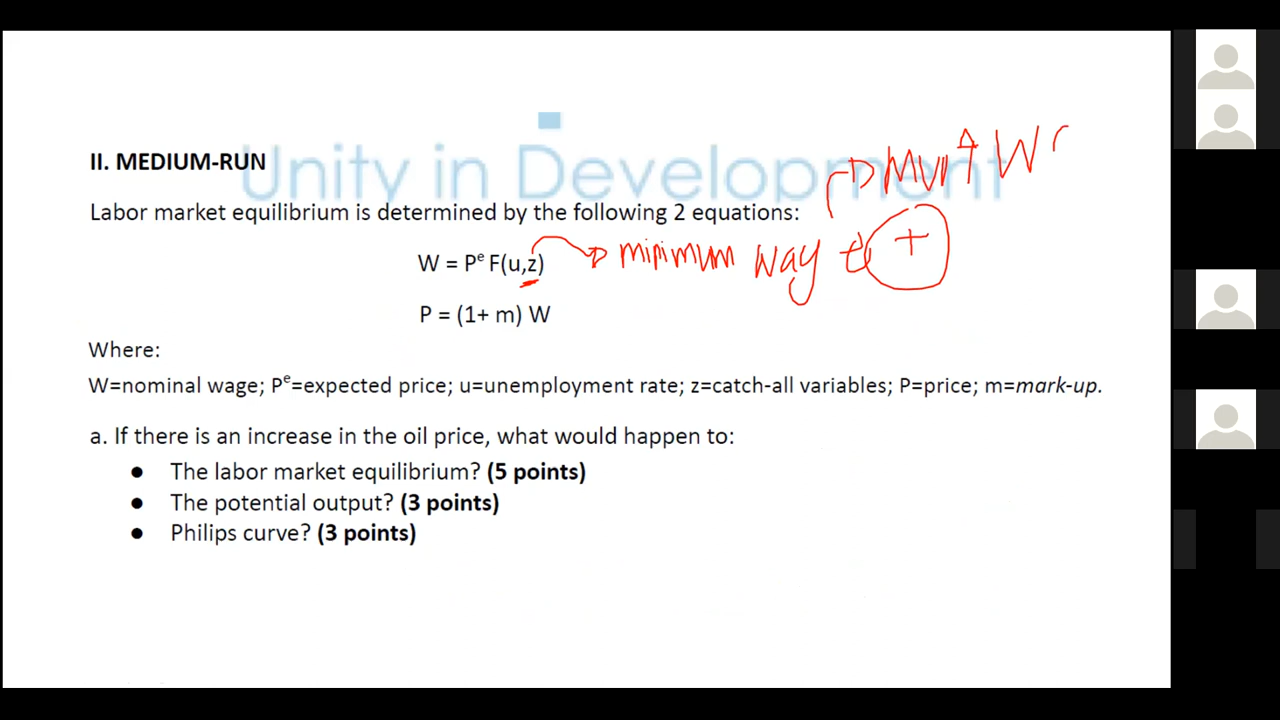 Unity in Development
II. MEDIUM-RUN
Labor market equilibrium is determined by the following 2 equations:
W = Pᵉ F(u,z)
minimum way
+
W
P = (1+ m) W
Where:
W=nominal wage; Pᵉ=expected price; u=unemployment rate; z=catch-all variables; P=price; m=mark-up.
a. If there is an increase in the oil price, what would happen to:
● The labor market equilibrium? (5 points)
● The potential output? (3 points)
● Philips curve? (3 points)